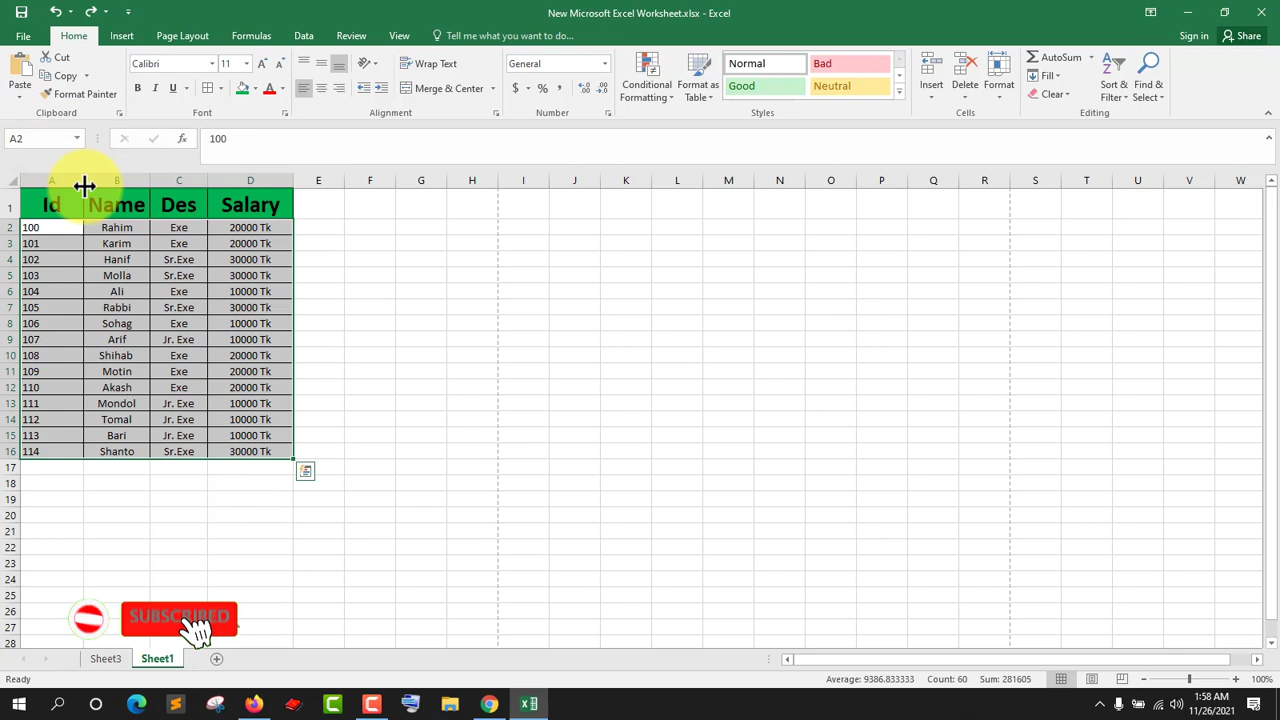 New Microsoft Excel Worksheet.xlsx - Excel
File Home Insert Page Layout Formulas Data Review View Tell me what you want to do... Sign in Share
Paste Cut Copy Format Painter Clipboard
Calibri 11 A A B I U A Font
Wrap Text Merge & Center Alignment
General $ % , Number
Conditional Formatting Format as Table Normal Bad Good Neutral Styles
Insert Delete Format Cells
AutoSum Fill Clear Sort & Filter Find & Select Editing
A2 fx 100
A B C D E F G H I J K L M N O P Q R S T U V W
1 Id Name Des Salary
2 100 Rahim Exe 20000 Tk
3 101 Karim Exe 20000 Tk
4 102 Hanif Sr.Exe 30000 Tk
5 103 Molla Sr.Exe 30000 Tk
6 104 Ali Exe 10000 Tk
7 105 Rabbi Sr.Exe 30000 Tk
8 106 Sohag Exe 10000 Tk
9 107 Arif Jr. Exe 10000 Tk
10 108 Shihab Exe 20000 Tk
11 109 Motin Exe 20000 Tk
12 110 Akash Exe 20000 Tk
13 111 Mondol Jr. Exe 10000 Tk
14 112 Tomal Jr. Exe 10000 Tk
15 113 Bari Jr. Exe 10000 Tk
16 114 Shanto Sr.Exe 30000 Tk
17
18
19
20
21
22
23
24
25
26
27
28
SUBSCRIBED
Sheet3 Sheet1
Ready Average: 9386.833333 Count: 60 Sum: 281605 100%
1:58 AM
11/26/2021